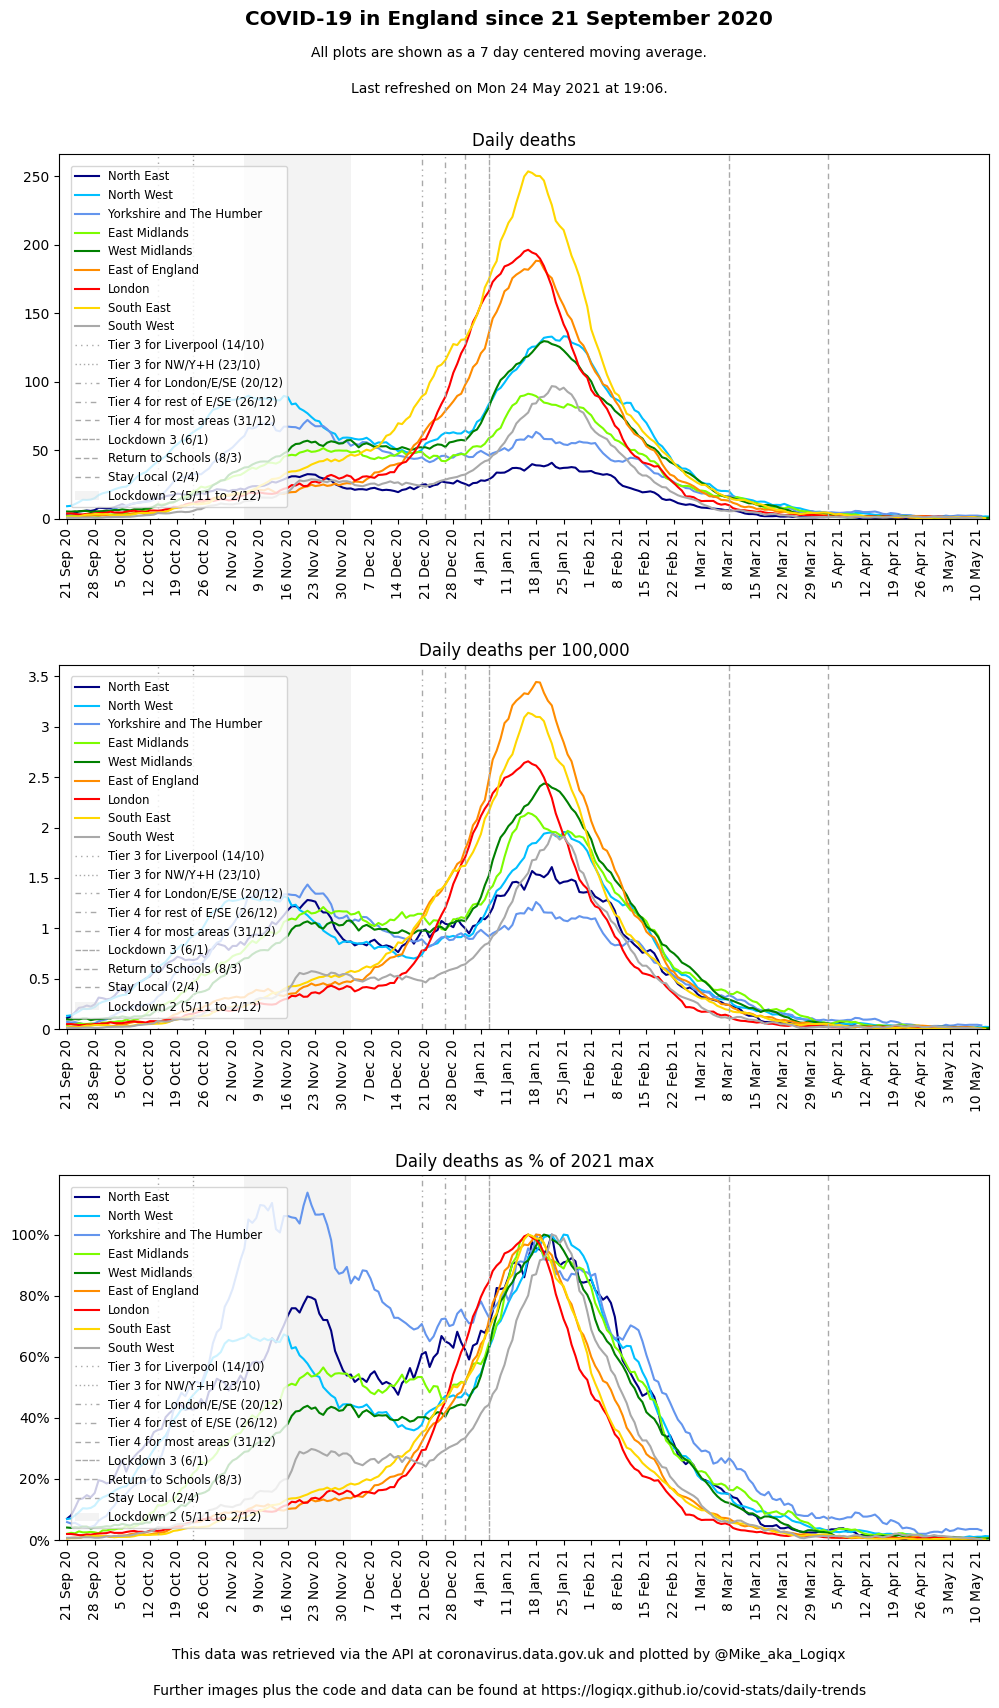 COVID-19 in England since 21 September 2020
All plots are shown as a 7 day centered moving average.
Last refreshed on Mon 24 May 2021 at 19:06.
Daily deaths
250
200
150
100
50
0
North East
North West
Yorkshire and The Humber
East Midlands
West Midlands
East of England
London
South East
South West
Tier 3 for Liverpool (14/10)
Tier 3 for NW/Y+H (23/10)
Tier 4 for London/E/SE (20/12)
Tier 4 for rest of E/SE (26/12)
Tier 4 for most areas (31/12)
Lockdown 3 (6/1)
Return to Schools (8/3)
Stay Local (2/4)
Lockdown 2 (5/11 to 2/12)
21 Sep 20
28 Sep 20
5 Oct 20
12 Oct 20
19 Oct 20
26 Oct 20
2 Nov 20
9 Nov 20
16 Nov 20
23 Nov 20
30 Nov 20
7 Dec 20
14 Dec 20
21 Dec 20
28 Dec 20
4 Jan 21
11 Jan 21
18 Jan 21
25 Jan 21
1 Feb 21
8 Feb 21
15 Feb 21
22 Feb 21
1 Mar 21
8 Mar 21
15 Mar 21
22 Mar 21
29 Mar 21
5 Apr 21
12 Apr 21
19 Apr 21
26 Apr 21
3 May 21
10 May 21
Daily deaths per 100,000
3.5
3
2.5
2
1.5
1
0.5
0
North East
North West
Yorkshire and The Humber
East Midlands
West Midlands
East of England
London
South East
South West
Tier 3 for Liverpool (14/10)
Tier 3 for NW/Y+H (23/10)
Tier 4 for London/E/SE (20/12)
Tier 4 for rest of E/SE (26/12)
Tier 4 for most areas (31/12)
Lockdown 3 (6/1)
Return to Schools (8/3)
Stay Local (2/4)
Lockdown 2 (5/11 to 2/12)
21 Sep 20
28 Sep 20
5 Oct 20
12 Oct 20
19 Oct 20
26 Oct 20
2 Nov 20
9 Nov 20
16 Nov 20
23 Nov 20
30 Nov 20
7 Dec 20
14 Dec 20
21 Dec 20
28 Dec 20
4 Jan 21
11 Jan 21
18 Jan 21
25 Jan 21
1 Feb 21
8 Feb 21
15 Feb 21
22 Feb 21
1 Mar 21
8 Mar 21
15 Mar 21
22 Mar 21
29 Mar 21
5 Apr 21
12 Apr 21
19 Apr 21
26 Apr 21
3 May 21
10 May 21
Daily deaths as % of 2021 max
100%
80%
60%
40%
20%
0%
North East
North West
Yorkshire and The Humber
East Midlands
West Midlands
East of England
London
South East
South West
Tier 3 for Liverpool (14/10)
Tier 3 for NW/Y+H (23/10)
Tier 4 for London/E/SE (20/12)
Tier 4 for rest of E/SE (26/12)
Tier 4 for most areas (31/12)
Lockdown 3 (6/1)
Return to Schools (8/3)
Stay Local (2/4)
Lockdown 2 (5/11 to 2/12)
21 Sep 20
28 Sep 20
5 Oct 20
12 Oct 20
19 Oct 20
26 Oct 20
2 Nov 20
9 Nov 20
16 Nov 20
23 Nov 20
30 Nov 20
7 Dec 20
14 Dec 20
21 Dec 20
28 Dec 20
4 Jan 21
11 Jan 21
18 Jan 21
25 Jan 21
1 Feb 21
8 Feb 21
15 Feb 21
22 Feb 21
1 Mar 21
8 Mar 21
15 Mar 21
22 Mar 21
29 Mar 21
5 Apr 21
12 Apr 21
19 Apr 21
26 Apr 21
3 May 21
10 May 21
This data was retrieved via the API at coronavirus.data.gov.uk and plotted by @Mike_aka_Logiqx
Further images plus the code and data can be found at https://logiqx.github.io/covid-stats/daily-trends